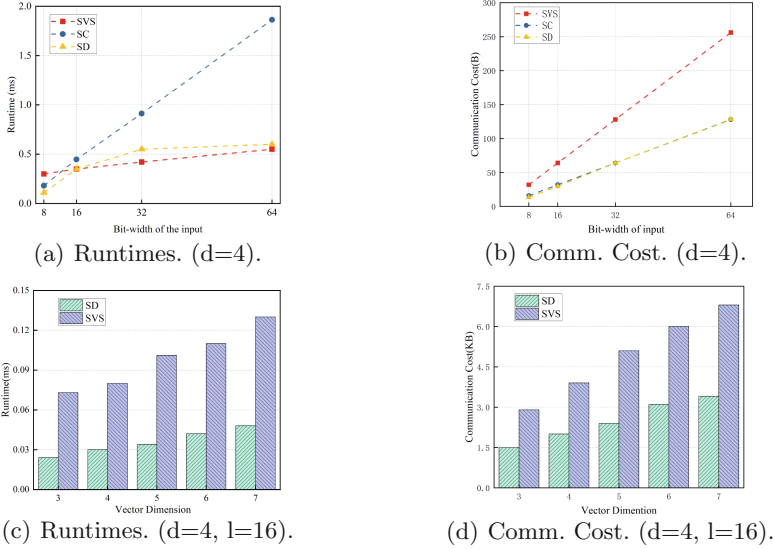 2.0
1.5
1.0
0.5
0.0
Runtime (ms)
SVS
SC
SD
8 16 32 64
Bit-width of the input
(a) Runtimes. (d=4).
300
250
200
150
100
50
0
Communication Cost(B)
SVS
SC
SD
8 16 32 64
Bit-width of input
(b) Comm. Cost. (d=4).
0.15
0.12
0.09
0.06
0.03
0.00
Runtime(ms)
SD
SVS
3 4 5 6 7
Vector Dimension
(c) Runtimes. (d=4, l=16).
7.5
6.0
4.5
3.0
1.5
0.0
Communication Cost(KB)
SD
SVS
3 4 5 6 7
Vector Dimention
(d) Comm. Cost. (d=4, l=16).